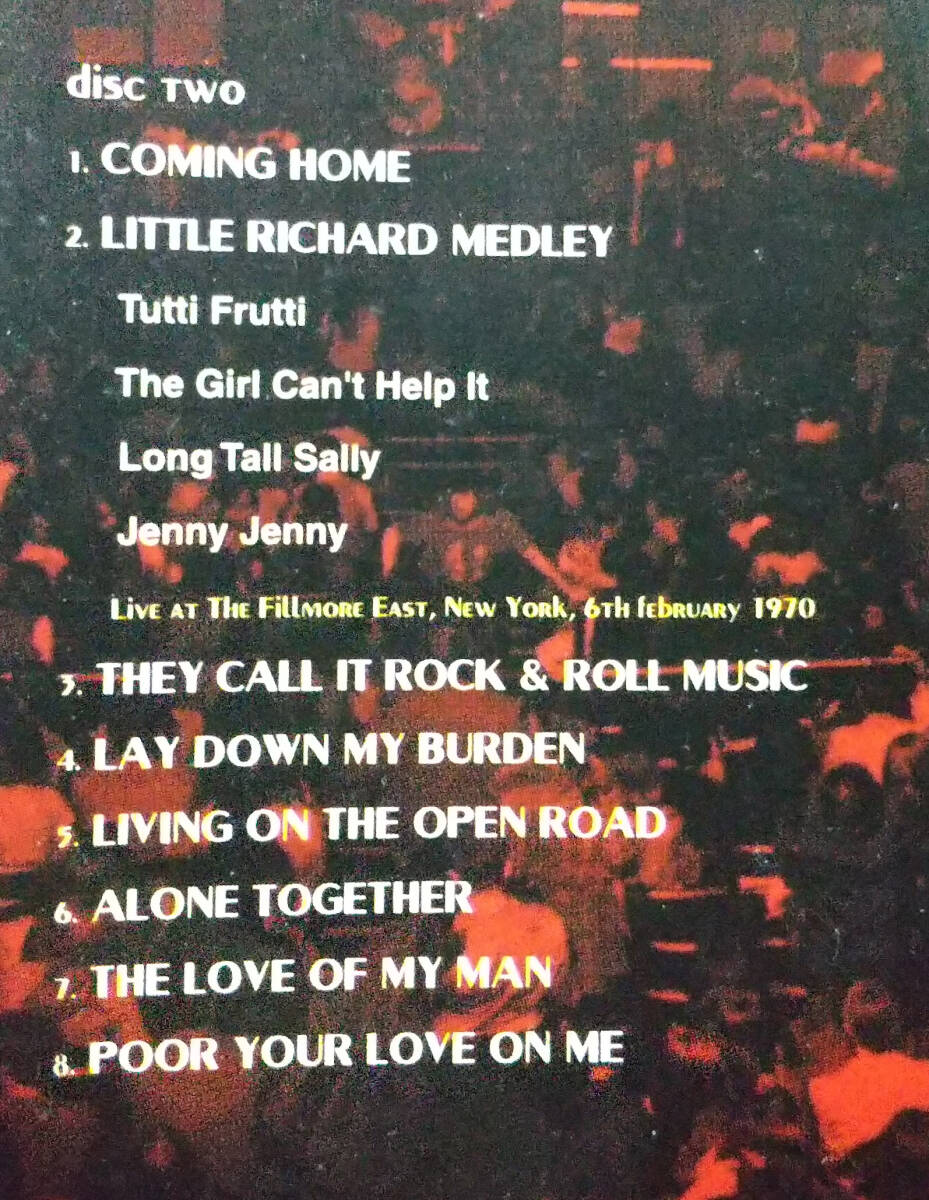 disc TWO
1. COMING HOME
2. LITTLE RICHARD MEDLEY
Tutti Frutti
The Girl Can't Help It
Long Tall Sally
Jenny Jenny
LIVE AT THE FILLMORE EAST, NEW YORK, 6TH FEBRUARY 1970
3. THEY CALL IT ROCK & ROLL MUSIC
4. LAY DOWN MY BURDEN
5. LIVING ON THE OPEN ROAD
6. ALONE TOGETHER
7. THE LOVE OF MY MAN
8. POOR YOUR LOVE ON ME